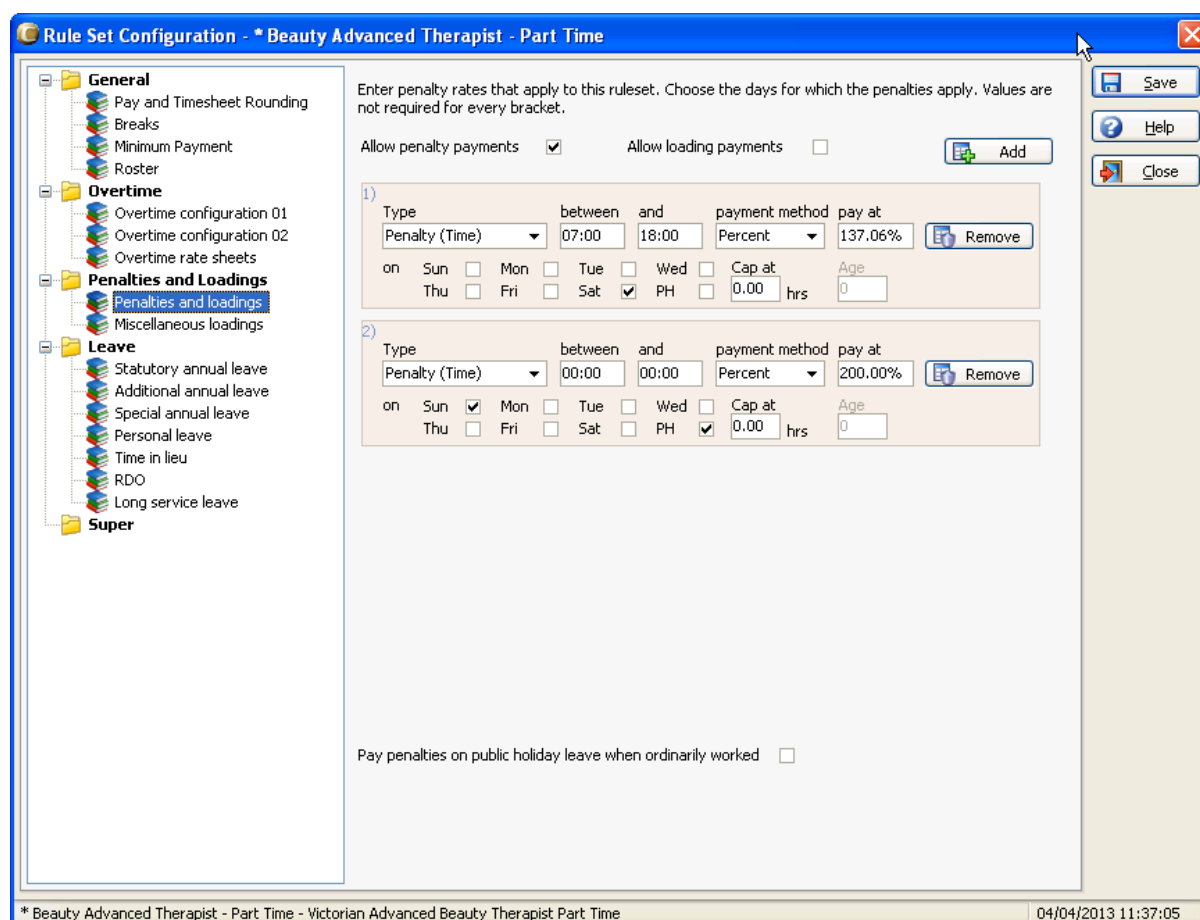 Rule Set Configuration - * Beauty Advanced Therapist - Part Time
General
Pay and Timesheet Rounding
Breaks
Minimum Payment
Roster
Overtime
Overtime configuration 01
Overtime configuration 02
Overtime rate sheets
Penalties and Loadings
Penalties and loadings
Miscellaneous loadings
Leave
Statutory annual leave
Additional annual leave
Special annual leave
Personal leave
Time in lieu
RDO
Long service leave
Super
Enter penalty rates that apply to this ruleset. Choose the days for which the penalties apply. Values are
not required for every bracket.
Allow penalty payments Allow loading payments Add
1)
Type between and payment method pay at
Penalty (Time) 07:00 18:00 Percent 137.06% Remove
on Sun Mon Tue Wed Cap at Age
Thu Fri Sat PH 0.00 hrs 0
2)
Type between and payment method pay at
Penalty (Time) 00:00 00:00 Percent 200.00% Remove
on Sun Mon Tue Wed Cap at Age
Thu Fri Sat PH 0.00 hrs 0
Pay penalties on public holiday leave when ordinarily worked
Save
Help
Close
* Beauty Advanced Therapist - Part Time - Victorian Advanced Beauty Therapist Part Time 04/04/2013 11:37:05